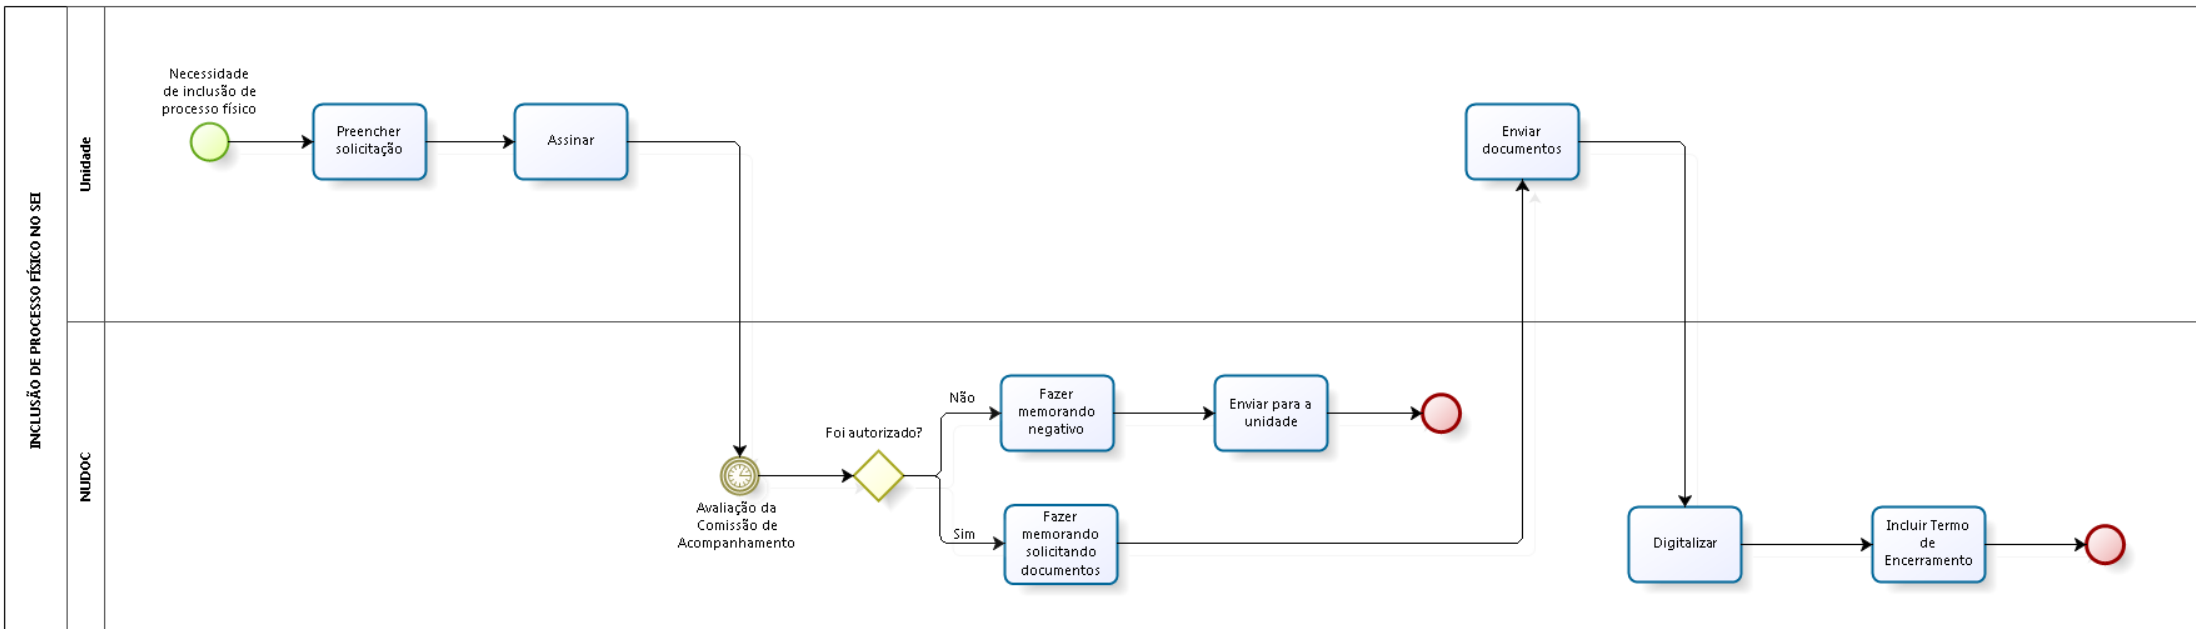 INCLUSÃO DE PROCESSO FÍSICO NO SEI
Unidade
Necessidade
de inclusão de
processo físico
Preencher
solicitação
Assinar
Enviar
documentos
NUDOC
Avaliação da
Comissão de
Acompanhamento
Foi autorizado?
Não
Fazer
memorando
negativo
Enviar para a
unidade
Sim
Fazer
memorando
solicitando
documentos
Digitalizar
Incluir Termo
de
Encerramento